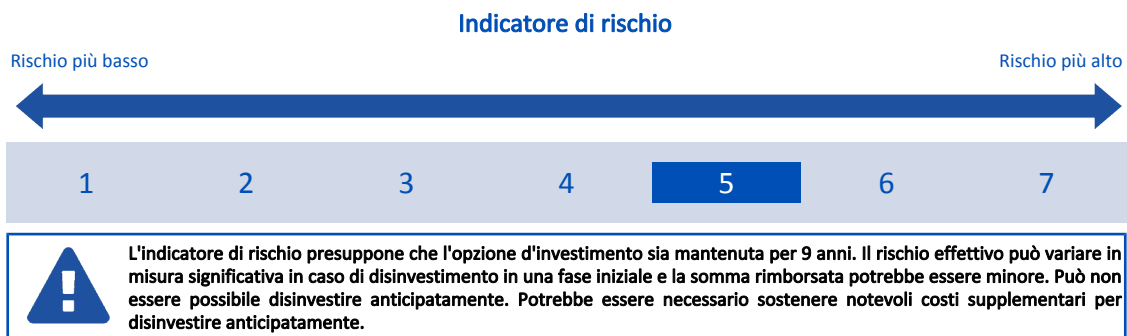 Indicatore di rischio
Rischio più basso
Rischio più alto
1 2 3 4 5 6 7
L'indicatore di rischio presuppone che l'opzione d'investimento sia mantenuta per 9 anni. Il rischio effettivo può variare in
misura significativa in caso di disinvestimento in una fase iniziale e la somma rimborsata potrebbe essere minore. Può non
essere possibile disinvestire anticipatamente. Potrebbe essere necessario sostenere notevoli costi supplementari per
disinvestire anticipatamente.